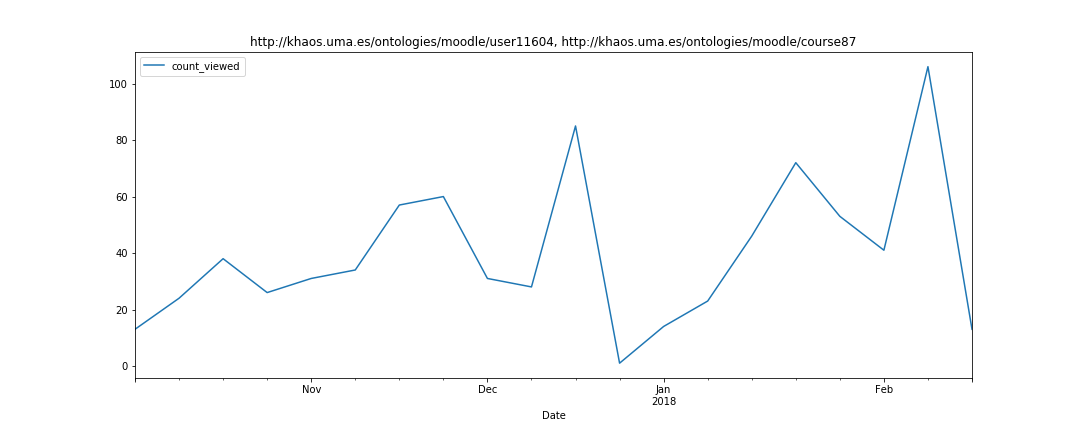 http://khaos.uma.es/ontologies/moodle/user11604, http://khaos.uma.es/ontologies/moodle/course87
count_viewed
100
80
60
40
20
0
Nov
Dec
Jan
2018
Feb
Date